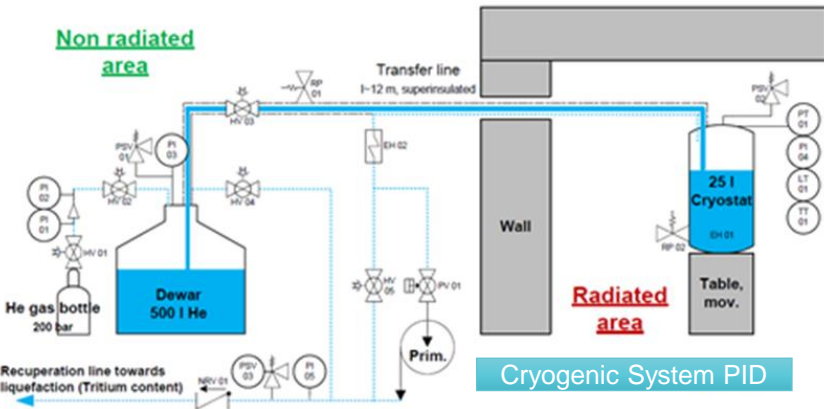 Non radiated
area
Transfer line
l~12 m, superinsulated
RP
01
HV 03
PSV
01
PI
03
PSV
02
PT
01
PI
04
LT
01
TT
01
EH 02
PI
02
PI
01
HV 02
HV 04
HV 01
25 l
Cryostat
EH 01
RP 02
Wall
Dewar
500 l He
HV
05
PV 01
He gas bottle
200 bar
Radiated
area
Table,
mov.
Prim.
Recuperation line towards
liquefaction (Tritium content)
NRV 01
PSV
03
PI
05
Cryogenic System PID